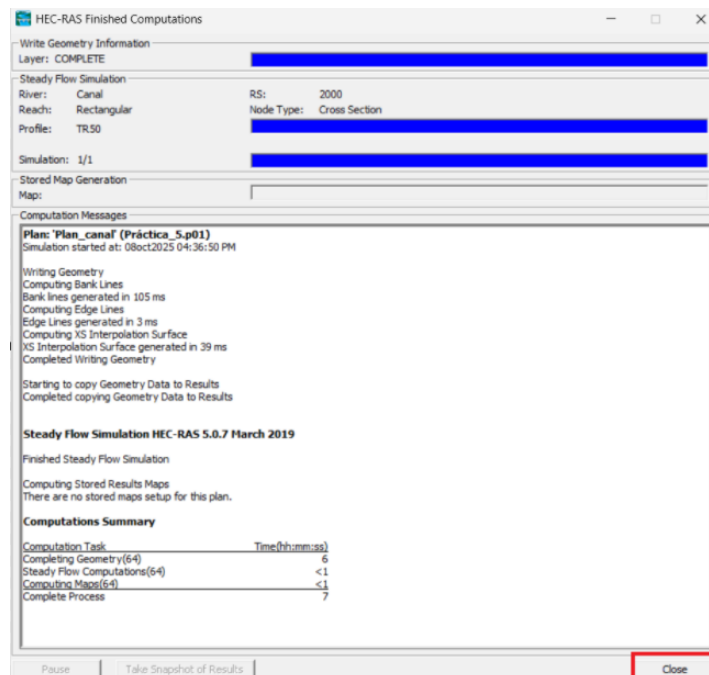 HEC-RAS Finished Computations
Write Geometry Information
Layer: COMPLETE
Steady Flow Simulation
River: Canal RS: 2000
Reach: Rectangular Node Type: Cross Section
Profile: TR50
Simulation: 1/1
Stored Map Generation
Map:
Computation Messages
Plan: 'Plan_canal' (Práctica_5.p01)
Simulation started at: 08oct2025 04:36:50 PM
Writing Geometry
Computing Bank Lines
Bank lines generated in 105 ms
Computing Edge Lines
Edge Lines generated in 3 ms
Computing XS Interpolation Surface
XS Interpolation Surface generated in 39 ms
Completed Writing Geometry
Starting to copy Geometry Data to Results
Completed copying Geometry Data to Results
Steady Flow Simulation HEC-RAS 5.0.7 March 2019
Finished Steady Flow Simulation
Computing Stored Results Maps
There are no stored maps setup for this plan.
Computations Summary
Computation Task Time(hh:mm:ss)
Completing Geometry(64) 6
Steady Flow Computations(64) <1
Computing Maps(64) <1
Complete Process 7
Pause Take Snapshot of Results Close